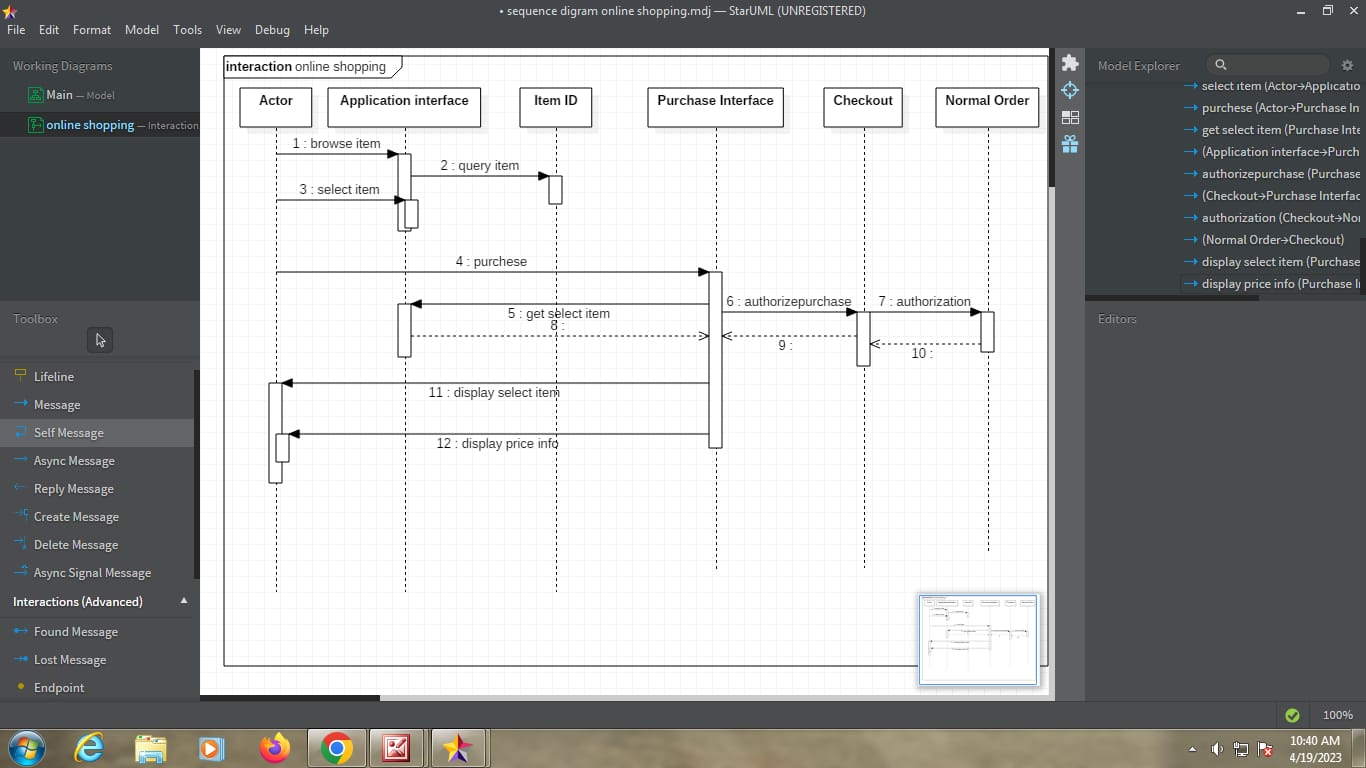 • sequence digram online shopping.mdj — StarUML (UNREGISTERED)
File Edit Format Model Tools View Debug Help
Working Diagrams
Main — Model
online shopping — Interaction
Toolbox
Lifeline
Message
Self Message
Async Message
Reply Message
Create Message
Delete Message
Async Signal Message
Interactions (Advanced)
Found Message
Lost Message
Endpoint
interaction online shopping
Actor Application interface Item ID Purchase Interface Checkout Normal Order
1 : browse item
2 : query item
3 : select item
4 : purchese
5 : get select item
6 : authorizepurchase
7 : authorization
8 :
9 :
10 :
11 : display select item
12 : display price info
Model Explorer
select item (Actor→Applicatio
purchese (Actor→Purchase In
get select item (Purchase Inte
(Application interface→Purch
authorizepurchase (Purchase
(Checkout→Purchase Interfac
authorization (Checkout→No
(Normal Order→Checkout)
display select item (Purchase
display price info (Purchase I
Editors
100%
10:40 AM
4/19/2023